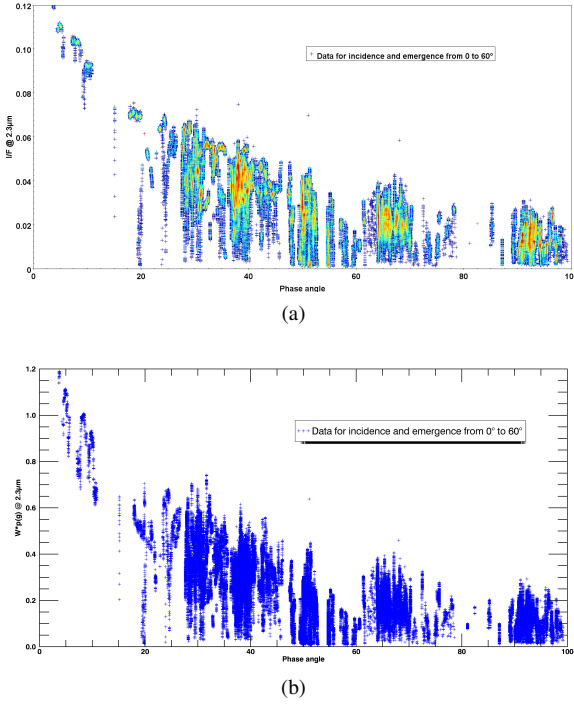 0.12
0.10
0.08
0.06
0.04
0.02
0
I/F @ 2.3µm
+ Data for incidence and emergence from 0 to 60°
0 20 40 60 80 100
Phase angle
(a)
1.2
1.0
0.8
0.6
0.4
0.2
0.0
W*p(g) @ 2.3µm
+++ Data for incidence and emergence from 0° to 60°
0 20 40 60 80 100
Phase angle
(b)